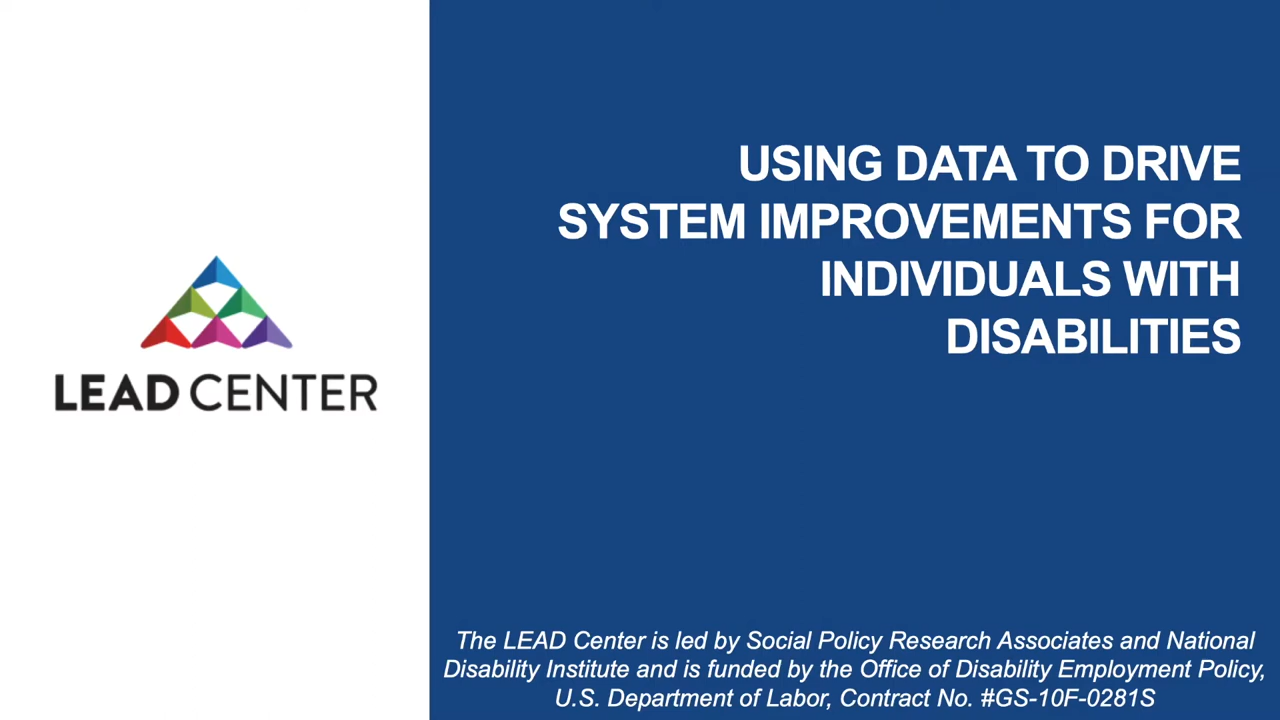 LEAD CENTER
USING DATA TO DRIVE
SYSTEM IMPROVEMENTS FOR
INDIVIDUALS WITH
DISABILITIES
The LEAD Center is led by Social Policy Research Associates and National
Disability Institute and is funded by the Office of Disability Employment Policy,
U.S. Department of Labor, Contract No. #GS-10F-0281S